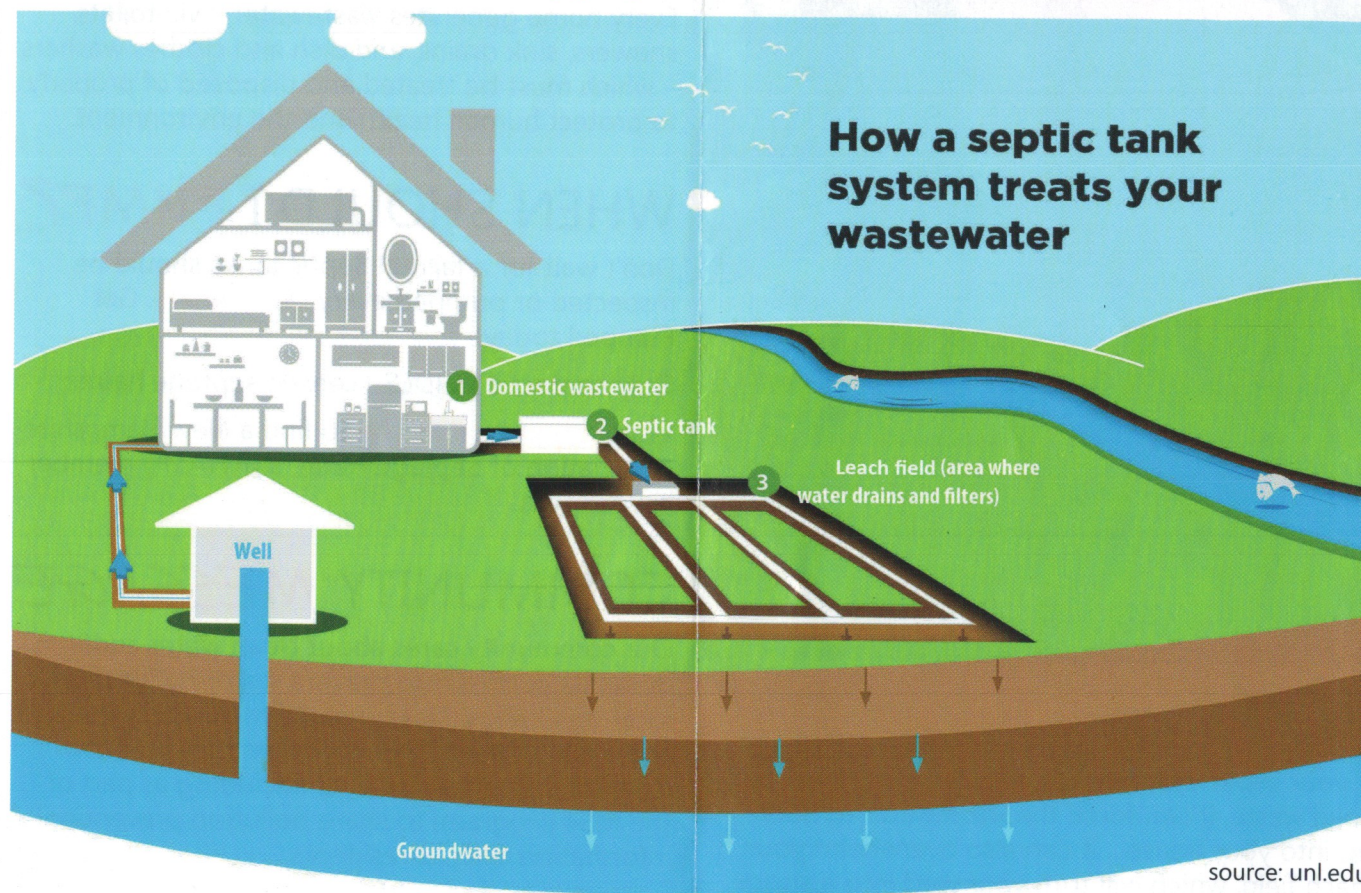 How a septic tank
system treats your
wastewater
1 Domestic wastewater
2 Septic tank
3 Leach field (area where
water drains and filters)
Well
Groundwater
source: unl.edu